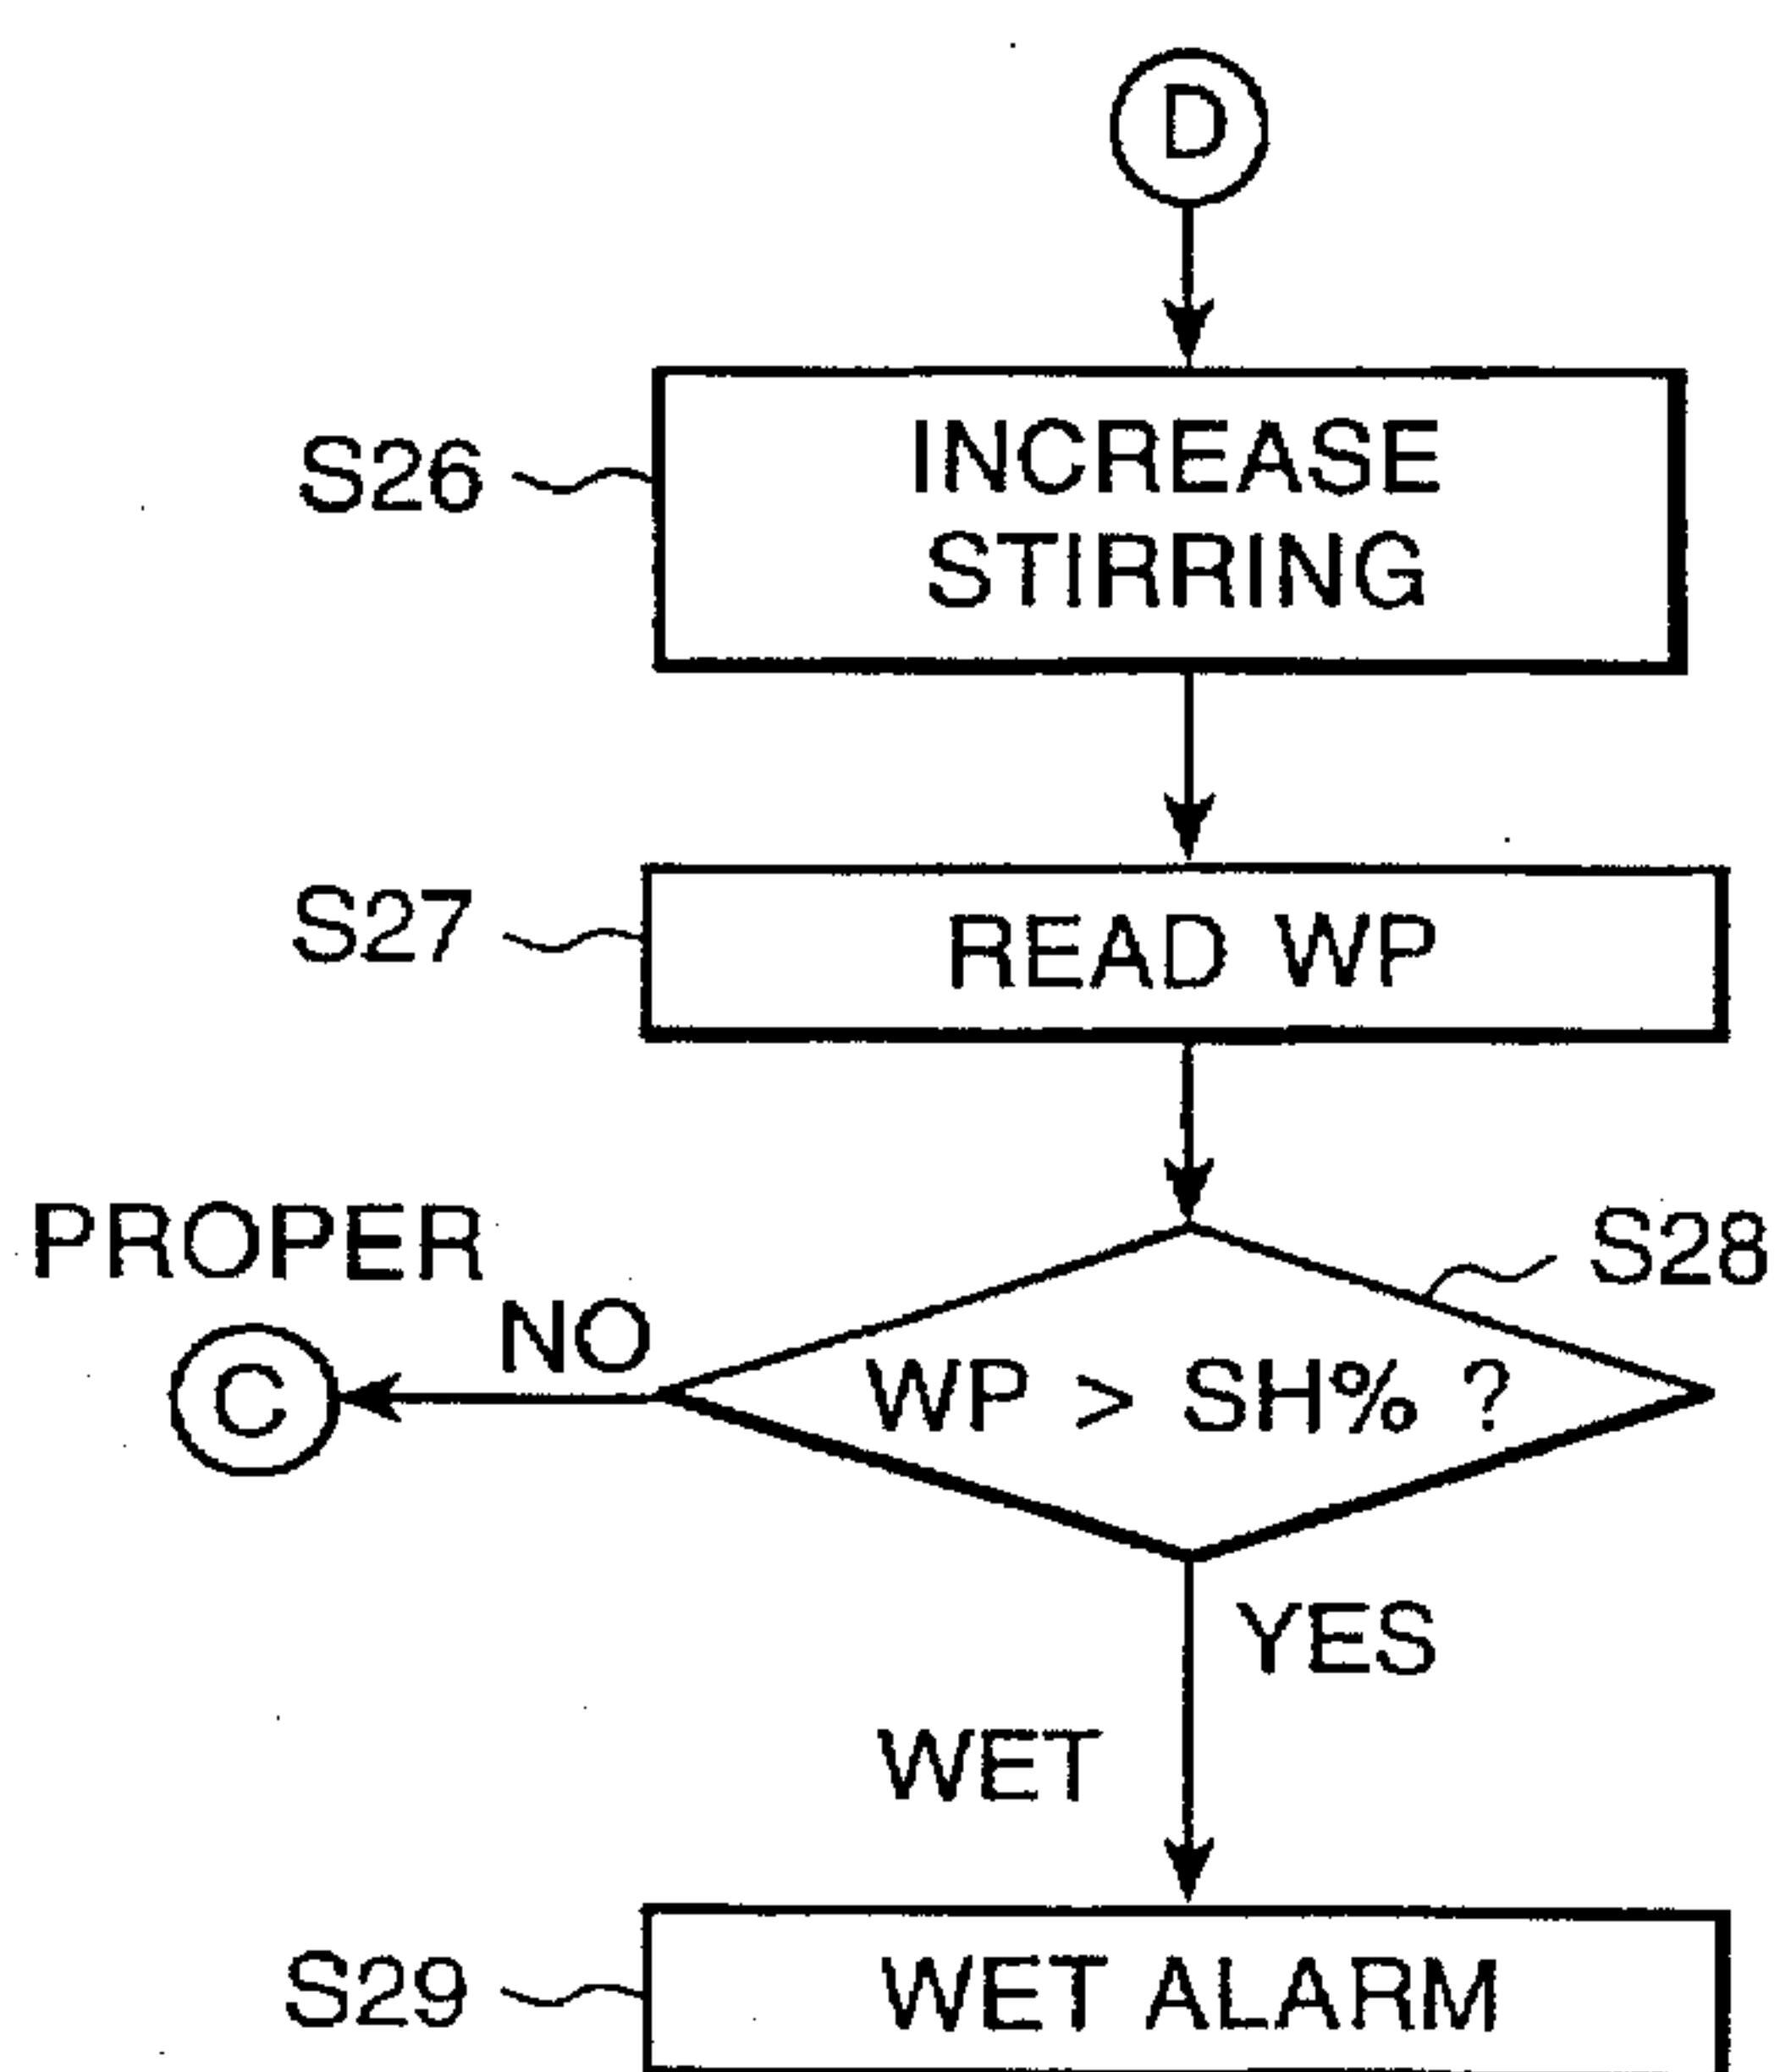 D
S26
INCREASE
STIRRING
S27
READ WP
PROPER
S28
NO
C
WP > SH% ?
YES
WET
S29
WET ALARM